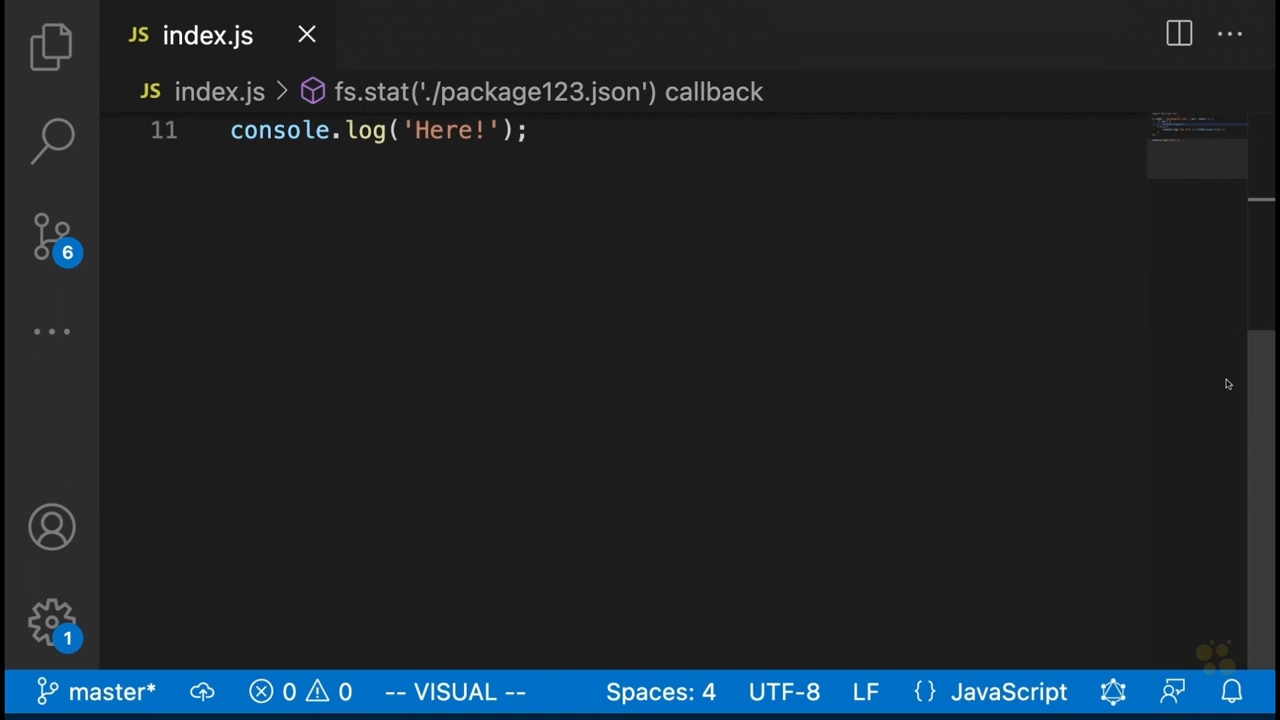 JS index.js
JS index.js > fs.stat('./package123.json') callback
11 console.log('Here!');
6
1
master* 0 0 -- VISUAL -- Spaces: 4 UTF-8 LF {} JavaScript